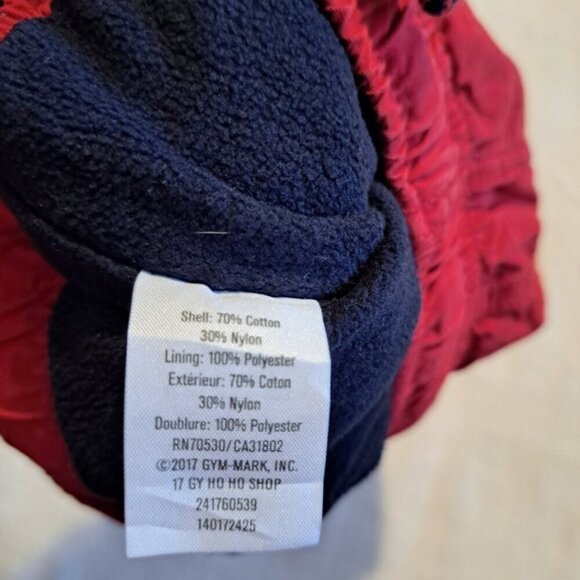 Shell: 70% Cotton
30% Nylon
Lining: 100% Polyester
Extérieur: 70% Coton
30% Nylon
Doublure: 100% Polyester
RN70530/CA31802
©2017 GYM-MARK, INC.
17 GY HO HO SHOP
241760539
140172425